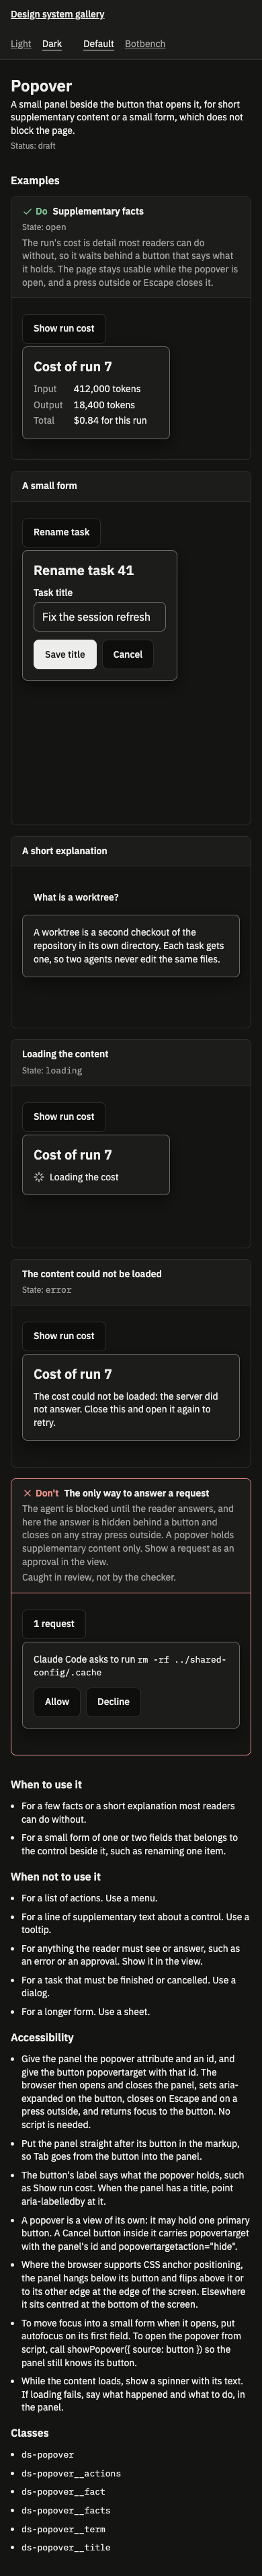 Design system gallery
Light Dark Default Botbench
Popover
A small panel beside the button that opens it, for short
supplementary content or a small form, which does not
block the page.
Status: draft
Examples
Do Supplementary facts
State: open
The run's cost is detail most readers can do
without, so it waits behind a button that says what
it holds. The page stays usable while the popover is
open, and a press outside or Escape closes it.
Show run cost
Cost of run 7
Input 412,000 tokens
Output 18,400 tokens
Total $0.84 for this run
A small form
Rename task
Rename task 41
Task title
Fix the session refresh
Save title Cancel
A short explanation
What is a worktree?
A worktree is a second checkout of the
repository in its own directory. Each task gets
one, so two agents never edit the same files.
Loading the content
State: loading
Show run cost
Cost of run 7
Loading the cost
The content could not be loaded
State: error
Show run cost
Cost of run 7
The cost could not be loaded: the server did
not answer. Close this and open it again to
retry.
Don't The only way to answer a request
The agent is blocked until the reader answers, and
here the answer is hidden behind a button and
closes on any stray press outside. A popover holds
supplementary content only. Show a request as an
approval in the view.
Caught in review, not by the checker.
1 request
Claude Code asks to run rm -rf ../shared-
config/.cache
Allow Decline
When to use it
• For a few facts or a short explanation most readers
can do without.
• For a small form of one or two fields that belongs to
the control beside it, such as renaming one item.
When not to use it
• For a list of actions. Use a menu.
• For a line of supplementary text about a control. Use a
tooltip.
• For anything the reader must see or answer, such as
an error or an approval. Show it in the view.
• For a task that must be finished or cancelled. Use a
dialog.
• For a longer form. Use a sheet.
Accessibility
• Give the panel the popover attribute and an id, and
give the button popovertarget with that id. The
browser then opens and closes the panel, sets aria-
expanded on the button, closes on Escape and on a
press outside, and returns focus to the button. No
script is needed.
• Put the panel straight after its button in the markup,
so Tab goes from the button into the panel.
• The button's label says what the popover holds, such
as Show run cost. When the panel has a title, point
aria-labelledby at it.
• A popover is a view of its own: it may hold one primary
button. A Cancel button inside it carries popovertarget
with the panel's id and popovertargetaction="hide".
• Where the browser supports CSS anchor positioning,
the panel hangs below its button and flips above it or
to its other edge at the edge of the screen. Elsewhere
it sits centred at the bottom of the screen.
• To move focus into a small form when it opens, put
autofocus on its first field. To open the popover from
script, call showPopover({ source: button }) so the
panel still knows its button.
• While the content loads, show a spinner with its text.
If loading fails, say what happened and what to do, in
the panel.
Classes
• ds-popover
• ds-popover__actions
• ds-popover__fact
• ds-popover__facts
• ds-popover__term
• ds-popover__title